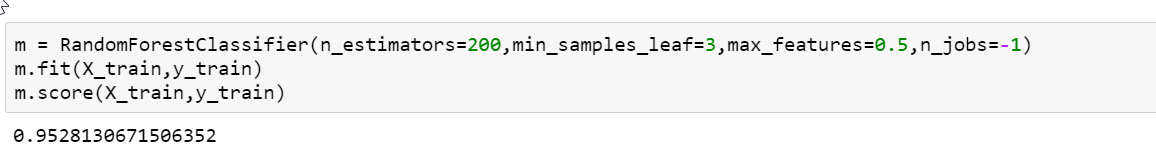 m = RandomForestClassifier(n_estimators=200,min_samples_leaf=3,max_features=0.5,n_jobs=-1)
m.fit(X_train,y_train)
m.score(X_train,y_train)
0.9528130671506352